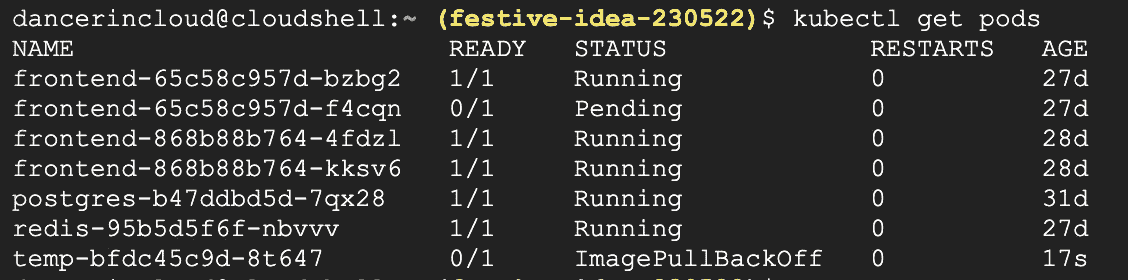 dancerincloud@cloudshell:~ (festive-idea-230522)$ kubectl get pods
NAME READY STATUS RESTARTS AGE
frontend-65c58c957d-bzbg2 1/1 Running 0 27d
frontend-65c58c957d-f4cqn 0/1 Pending 0 27d
frontend-868b88b764-4fdzl 1/1 Running 0 28d
frontend-868b88b764-kksv6 1/1 Running 0 28d
postgres-b47ddbd5d-7qx28 1/1 Running 0 31d
redis-95b5d5f6f-nbvvv 1/1 Running 0 27d
temp-bfdc45c9d-8t647 0/1 ImagePullBackOff 0 17s